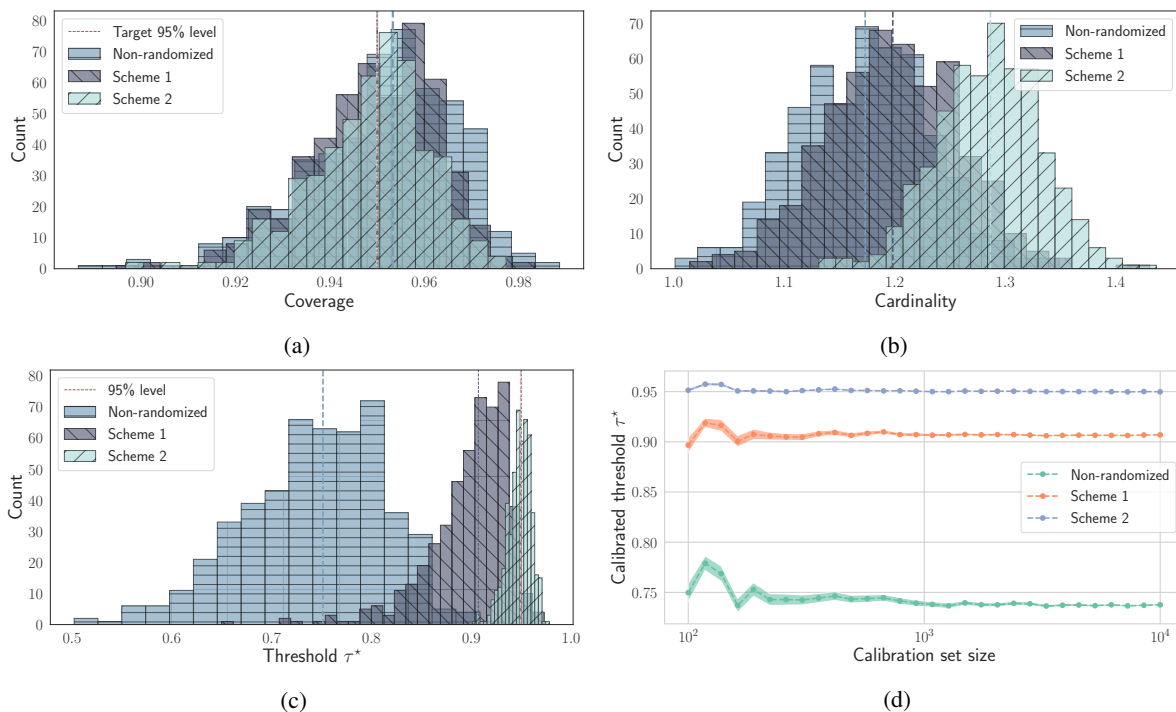 Target 95% level
Non-randomized
Scheme 1
Scheme 2
80
70
60
50
40
30
20
10
0
Count
0.90
0.92
0.94
0.96
0.98
Coverage
(a)
Non-randomized
Scheme 1
Scheme 2
70
60
50
40
30
20
10
0
Count
1.0
1.1
1.2
1.3
1.4
Cardinality
(b)
95% level
Non-randomized
Scheme 1
Scheme 2
80
70
60
50
40
30
20
10
0
Count
0.5
0.6
0.7
0.8
0.9
1.0
Threshold τ*
(c)
Non-randomized
Scheme 1
Scheme 2
0.95
0.90
0.85
0.80
0.75
Calibrated threshold τ*
10²
10³
10⁴
Calibration set size
(d)